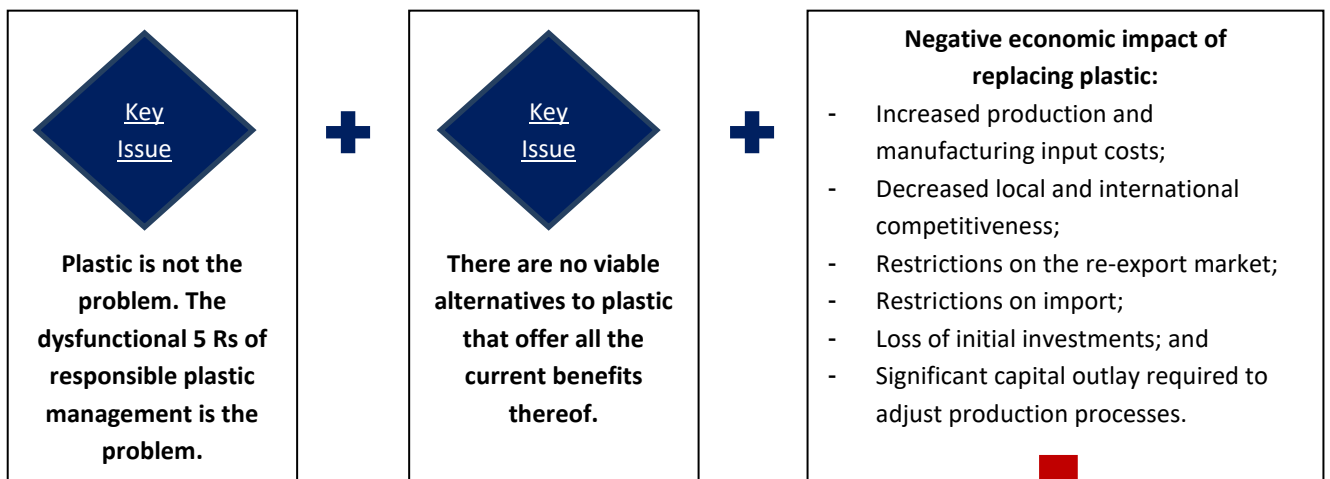 Key
Issue
Plastic is not the
problem. The
dysfunctional 5 Rs of
responsible plastic
management is the
problem.
Key
Issue
There are no viable
alternatives to plastic
that offer all the
current benefits
thereof.
Negative economic impact of
replacing plastic:
- Increased production and
manufacturing input costs;
- Decreased local and international
competitiveness;
- Restrictions on the re-export market;
- Restrictions on import;
- Loss of initial investments; and
- Significant capital outlay required to
adjust production processes.